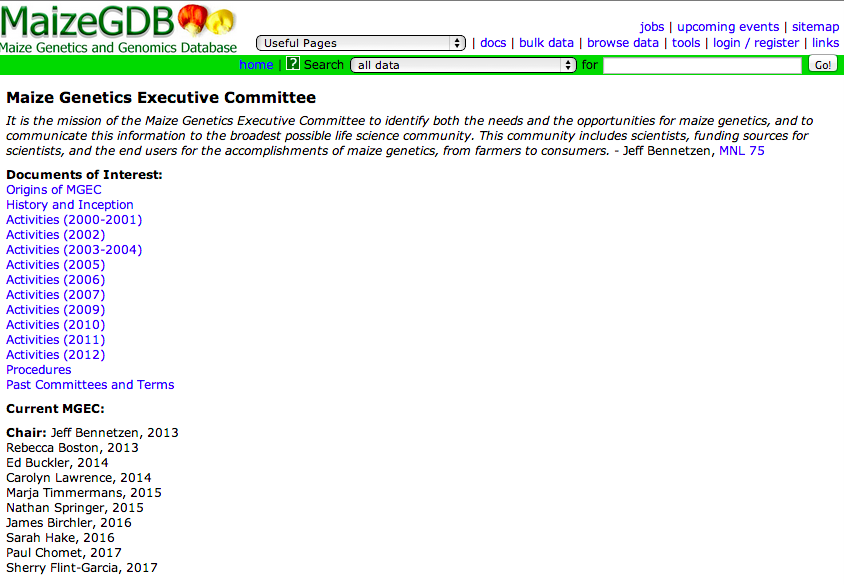 MaizeGDB
Maize Genetics and Genomics Database
jobs | upcoming events | sitemap
Useful Pages | docs | bulk data | browse data | tools | login / register | links
home | ? Search all data for Go!
Maize Genetics Executive Committee
It is the mission of the Maize Genetics Executive Committee to identify both the needs and the opportunities for maize genetics, and to
communicate this information to the broadest possible life science community. This community includes scientists, funding sources for
scientists, and the end users for the accomplishments of maize genetics, from farmers to consumers. - Jeff Bennetzen, MNL 75
Documents of Interest:
Origins of MGEC
History and Inception
Activities (2000-2001)
Activities (2002)
Activities (2003-2004)
Activities (2005)
Activities (2006)
Activities (2007)
Activities (2009)
Activities (2010)
Activities (2011)
Activities (2012)
Procedures
Past Committees and Terms
Current MGEC:
Chair: Jeff Bennetzen, 2013
Rebecca Boston, 2013
Ed Buckler, 2014
Carolyn Lawrence, 2014
Marja Timmermans, 2015
Nathan Springer, 2015
James Birchler, 2016
Sarah Hake, 2016
Paul Chomet, 2017
Sherry Flint-Garcia, 2017